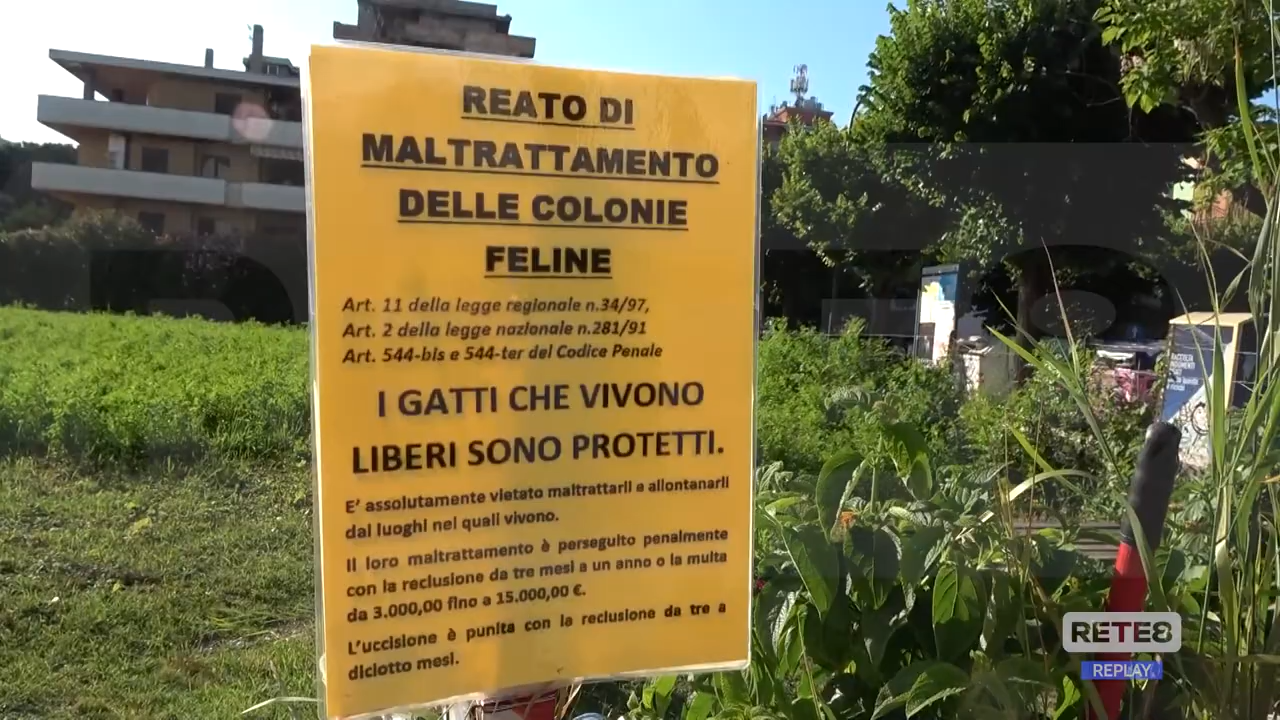 REATO DI
MALTRATTAMENTO
DELLE COLONIE
FELINE
Art. 11 della legge regionale n.34/97,
Art. 2 della legge nazionale n.281/91
Art. 544-bis e 544-ter del Codice Penale
I GATTI CHE VIVONO
LIBERI SONO PROTETTI.
E' assolutamente vietato maltrattarli e allontanarli
dai luoghi nei quali vivono.
Il loro maltrattamento è perseguito penalmente
con la reclusione da tre mesi a un anno o la multa
da 3.000,00 fino a 15.000,00 €.
L'uccisione è punita con la reclusione da tre a
diciotto mesi.
RACCOLTA
RETE8
REPLAY